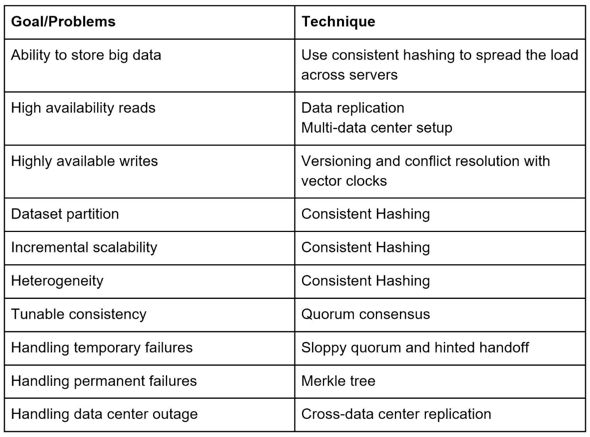 Goal/Problems
Technique
Ability to store big data
Use consistent hashing to spread the load
across servers
High availability reads
Data replication
Multi-data center setup
Highly available writes
Versioning and conflict resolution with
vector clocks
Dataset partition
Consistent Hashing
Incremental scalability
Consistent Hashing
Heterogeneity
Consistent Hashing
Tunable consistency
Quorum consensus
Handling temporary failures
Sloppy quorum and hinted handoff
Handling permanent failures
Merkle tree
Handling data center outage
Cross-data center replication